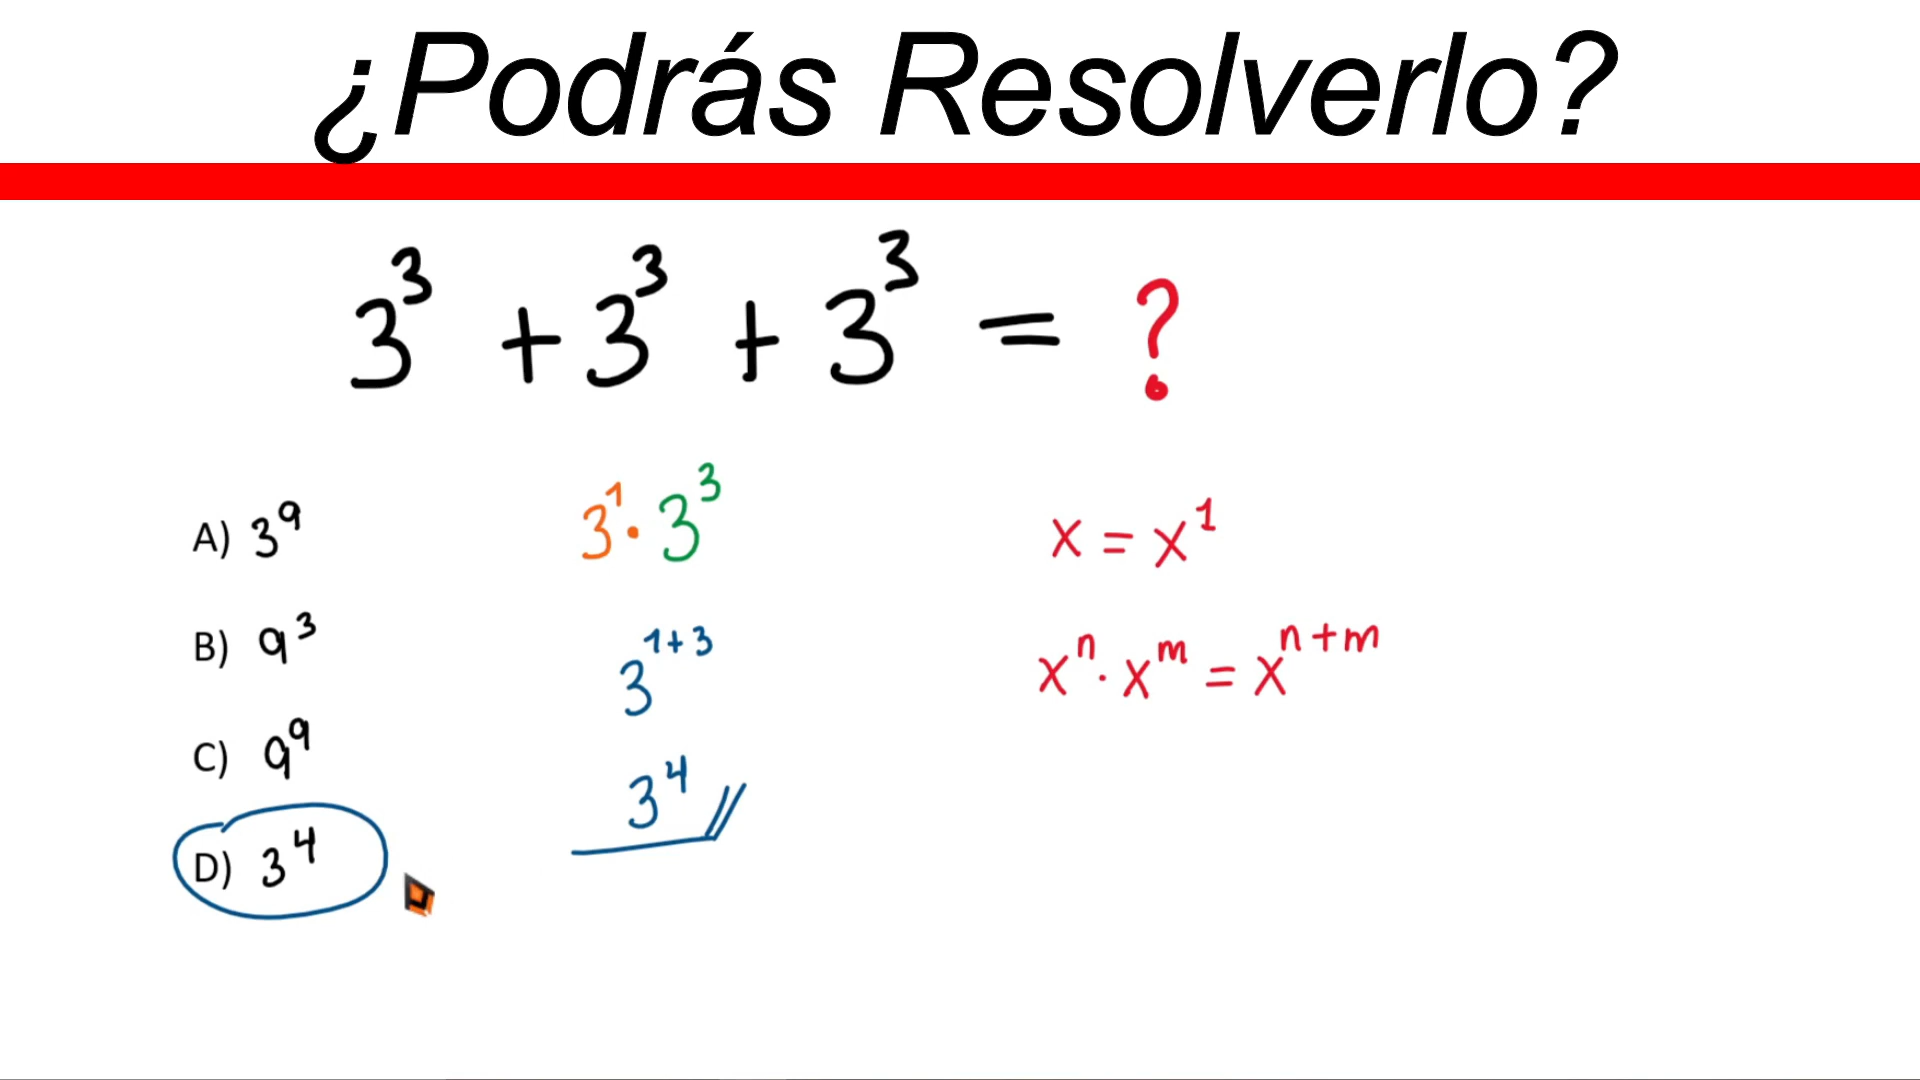 ¿Podrás Resolverlo?
3³ + 3³ + 3³ = ?
A) 3⁹
B) 9³
C) 9⁹
D) 3⁴
3¹ · 3³
3¹⁺³
3⁴
x = x¹
xⁿ · xᵐ = xⁿ⁺ᵐ